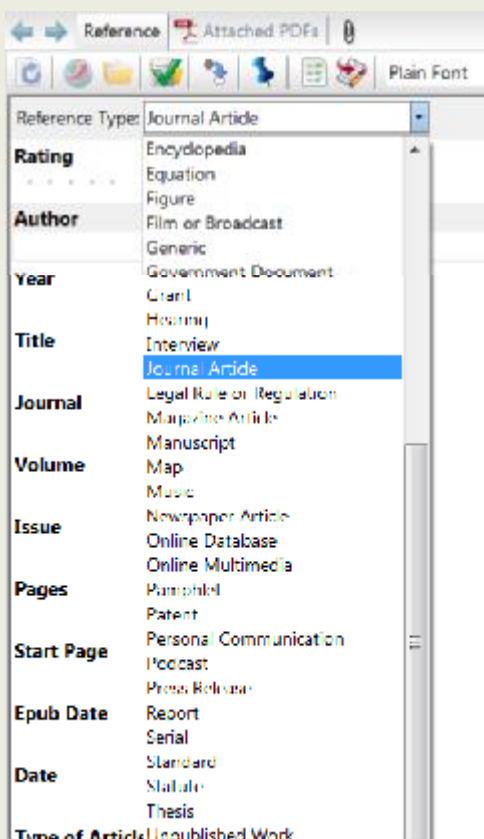 Reference Attached PDFs
Plain Font
Reference Type: Journal Article
Rating
Author
Year
Title
Journal
Volume
Issue
Pages
Start Page
Epub Date
Date
Type of Article
Encyclopedia
Equation
Figure
Film or Broadcast
Generic
Government Document
Grant
Hearing
Interview
Journal Article
Legal Rule or Regulation
Magazine Article
Manuscript
Map
Music
Newspaper Article
Online Database
Online Multimedia
Pamphlet
Patent
Personal Communication
Podcast
Press Release
Report
Serial
Standard
Statute
Thesis
Unpublished Work